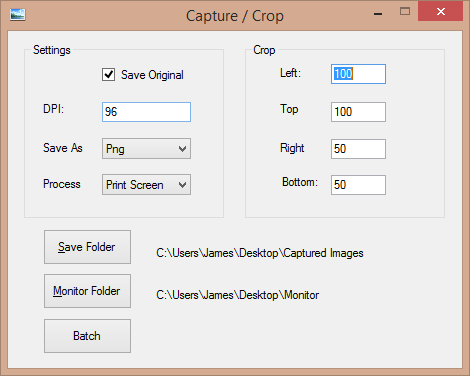 Capture / Crop
Settings
Save Original
DPI:
96
Save As
Png
Process
Print Screen
Crop
Left:
100
Top
100
Right
50
Bottom:
50
Save Folder
C:\Users\James\Desktop\Captured Images
Monitor Folder
C:\Users\James\Desktop\Monitor
Batch